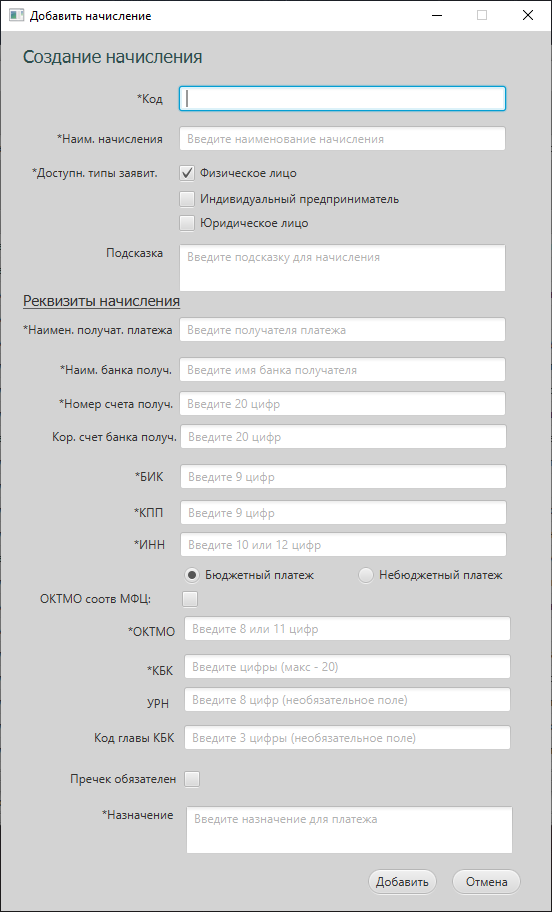 Добавить начисление
Создание начисления
*Код
*Наим. начисления Введите наименование начисления
*Доступн. типы заявит. Физическое лицо
Индивидуальный предприниматель
Юридическое лицо
Подсказка Введите подсказку для начисления
Реквизиты начисления
*Наимен. получат. платежа Введите получателя платежа
*Наим. банка получ. Введите имя банка получателя
*Номер счета получ. Введите 20 цифр
Кор. счет банка получ. Введите 20 цифр
*БИК Введите 9 цифр
*КПП Введите 9 цифр
*ИНН Введите 10 или 12 цифр
Бюджетный платеж Небюджетный платеж
ОКТМО соотв МФЦ:
*ОКТМО Введите 8 или 11 цифр
*КБК Введите цифры (макс - 20)
УРН Введите 8 цифр (необязательное поле)
Код главы КБК Введите 3 цифры (необязательное поле)
Пречек обязателен
*Назначение Введите назначение для платежа
Добавить Отмена